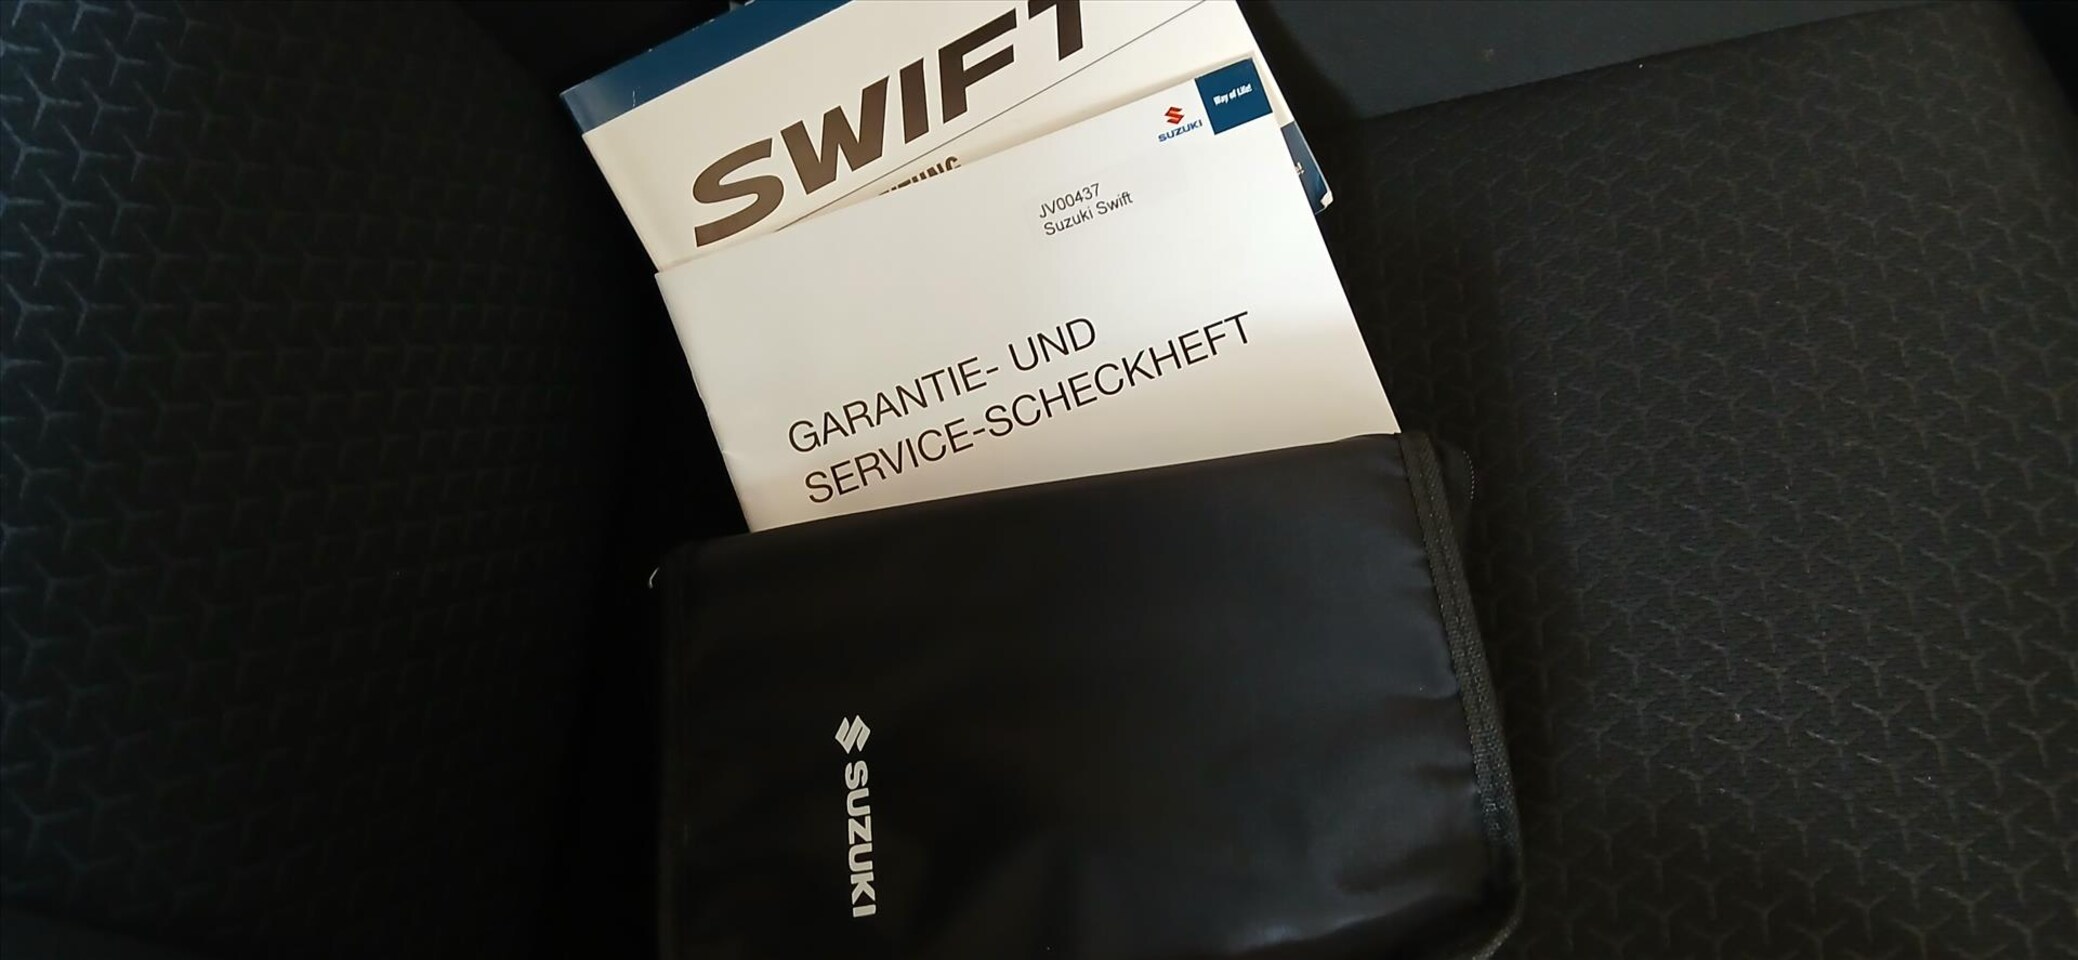 SWIFT
SUZUKI
Way of Life!
JV00437
Suzuki Swift
GARANTIE- UND
SERVICE-SCHECKHEFT
SUZUKI